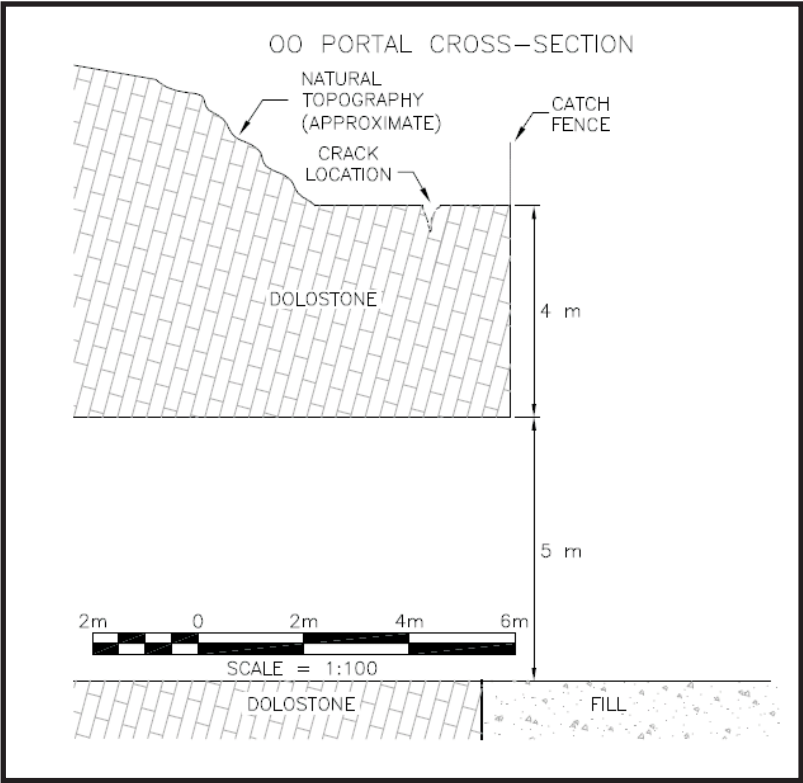 OO PORTAL CROSS-SECTION
NATURAL
TOPOGRAPHY
(APPROXIMATE)
CATCH
FENCE
CRACK
LOCATION
DOLOSTONE
4 m
5 m
2m 0 2m 4m 6m
SCALE = 1:100
DOLOSTONE
FILL